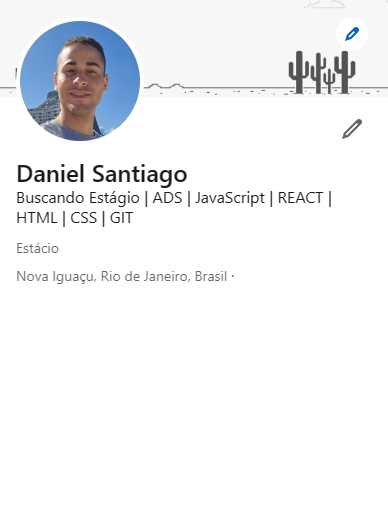 Daniel Santiago
Buscando Estágio | ADS | JavaScript | REACT |
HTML | CSS | GIT
Estácio
Nova Iguaçu, Rio de Janeiro, Brasil ·